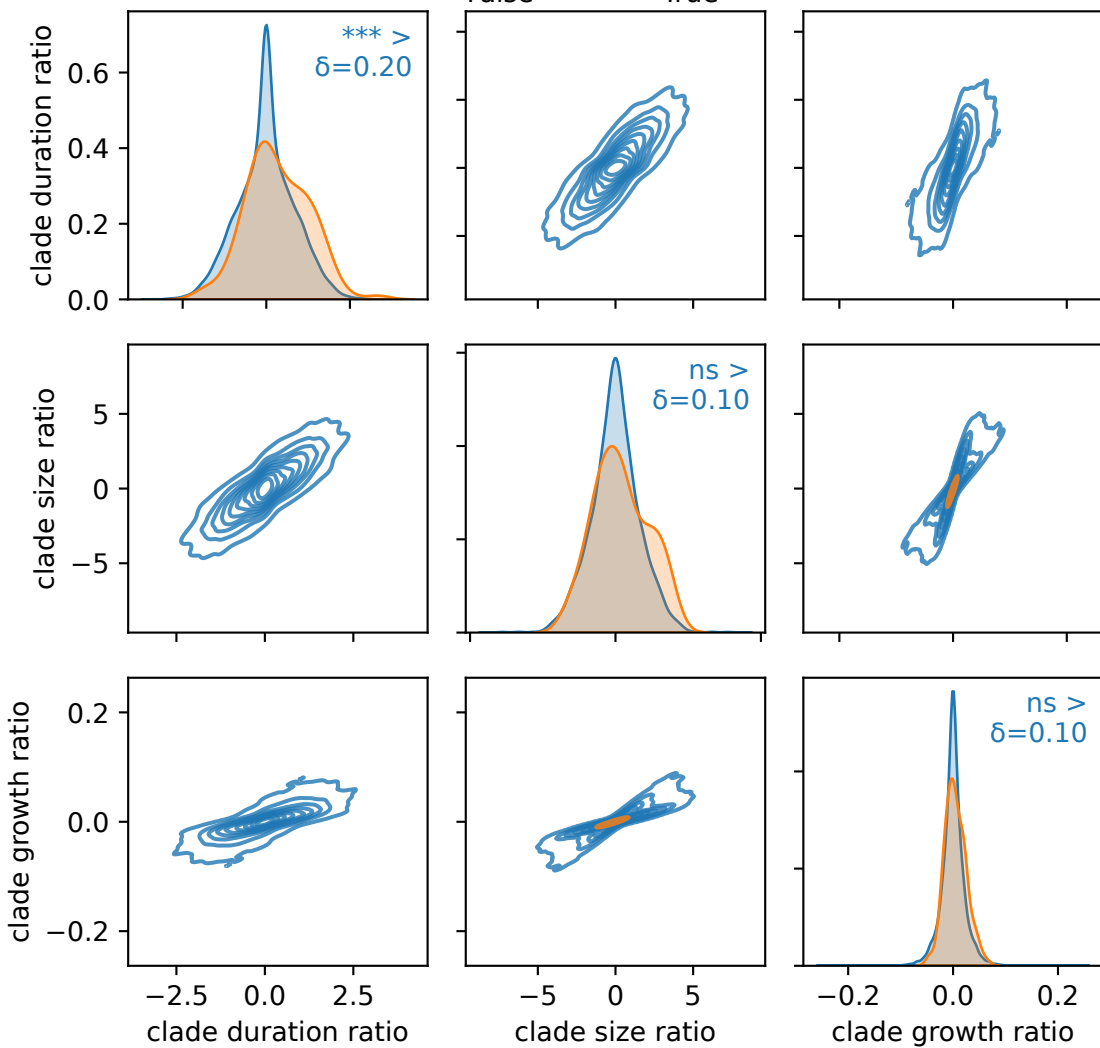 True
clade duration ratio
0.6
0.4
0.2
0.0
*** >
δ=0.20
clade size ratio
5
0
−5
ns >
δ=0.10
clade growth ratio
0.2
0.0
−0.2
ns >
δ=0.10
−2.5 0.0 2.5
−5 0 5
−0.2 0.0 0.2
clade duration ratio
clade size ratio
clade growth ratio